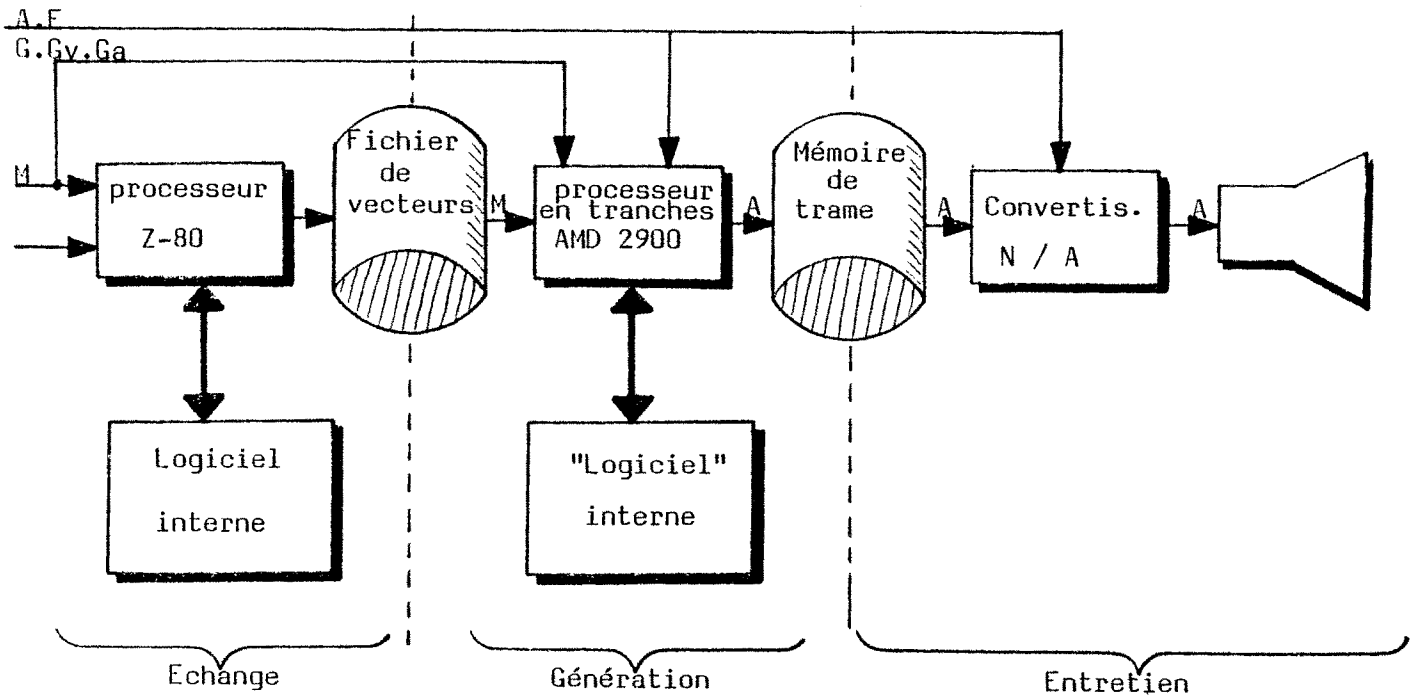 A.F
G.Gv.Ga
M
processeur
Z-80
Fichier
de
vecteurs
M
processeur
en tranches
AMD 2900
A
Mémoire
de
trame
A
Convertis.
N / A
A
Logiciel
interne
"Logiciel"
interne
Echange
Génération
Entretien